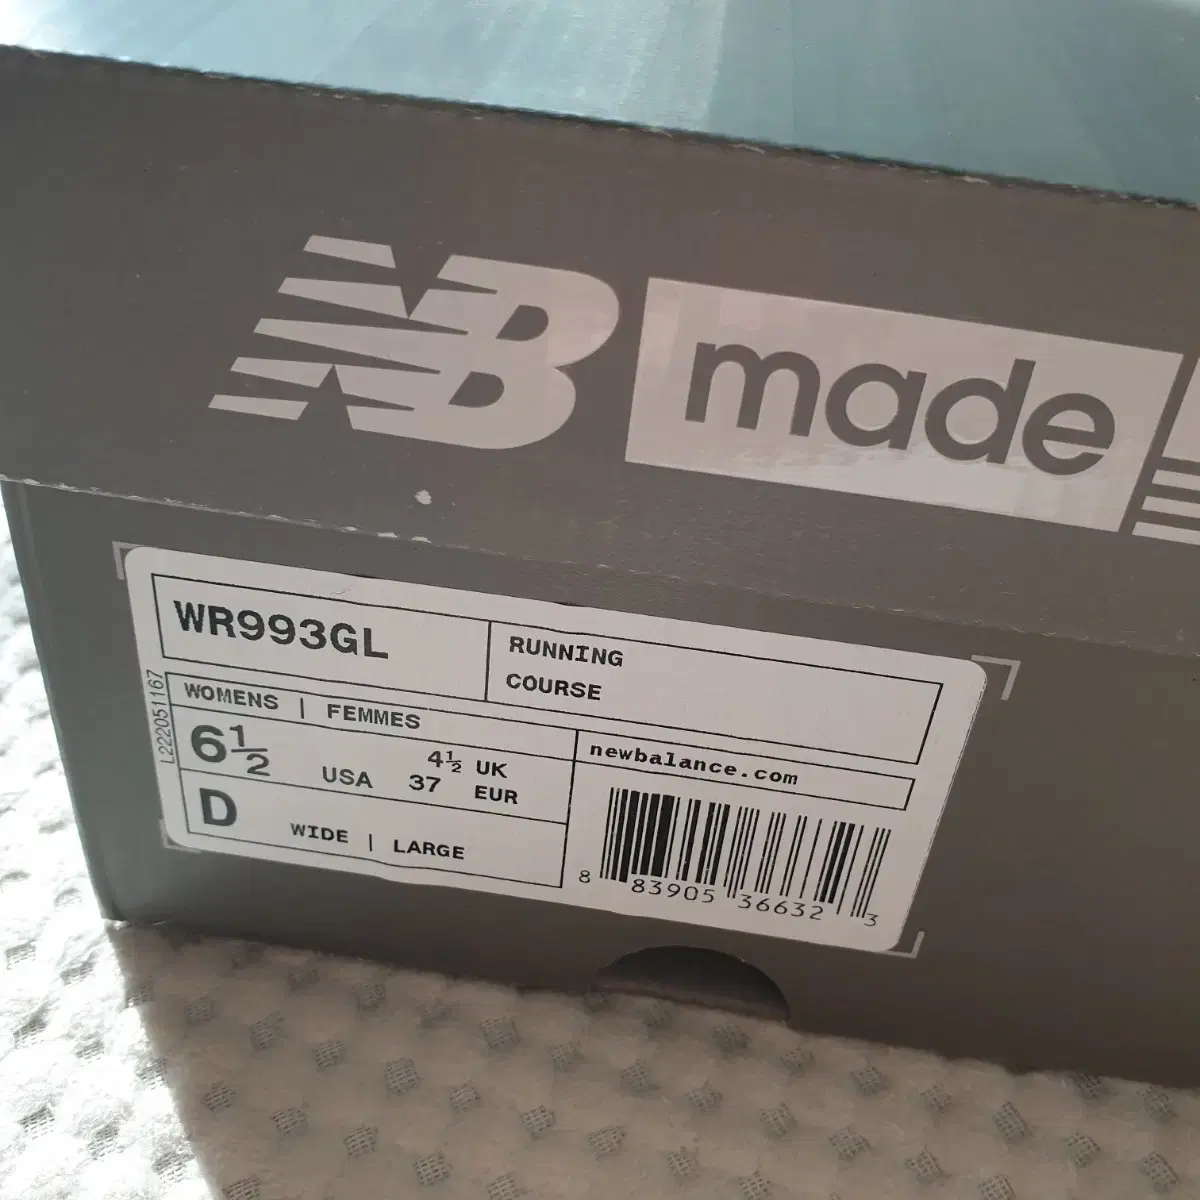 NB made
WR993GL
RUNNING
COURSE
WOMENS | FEMMES
6½ USA 4½ UK
37 EUR
D WIDE | LARGE
newbalance.com
8 83905 36632 3
L222051167